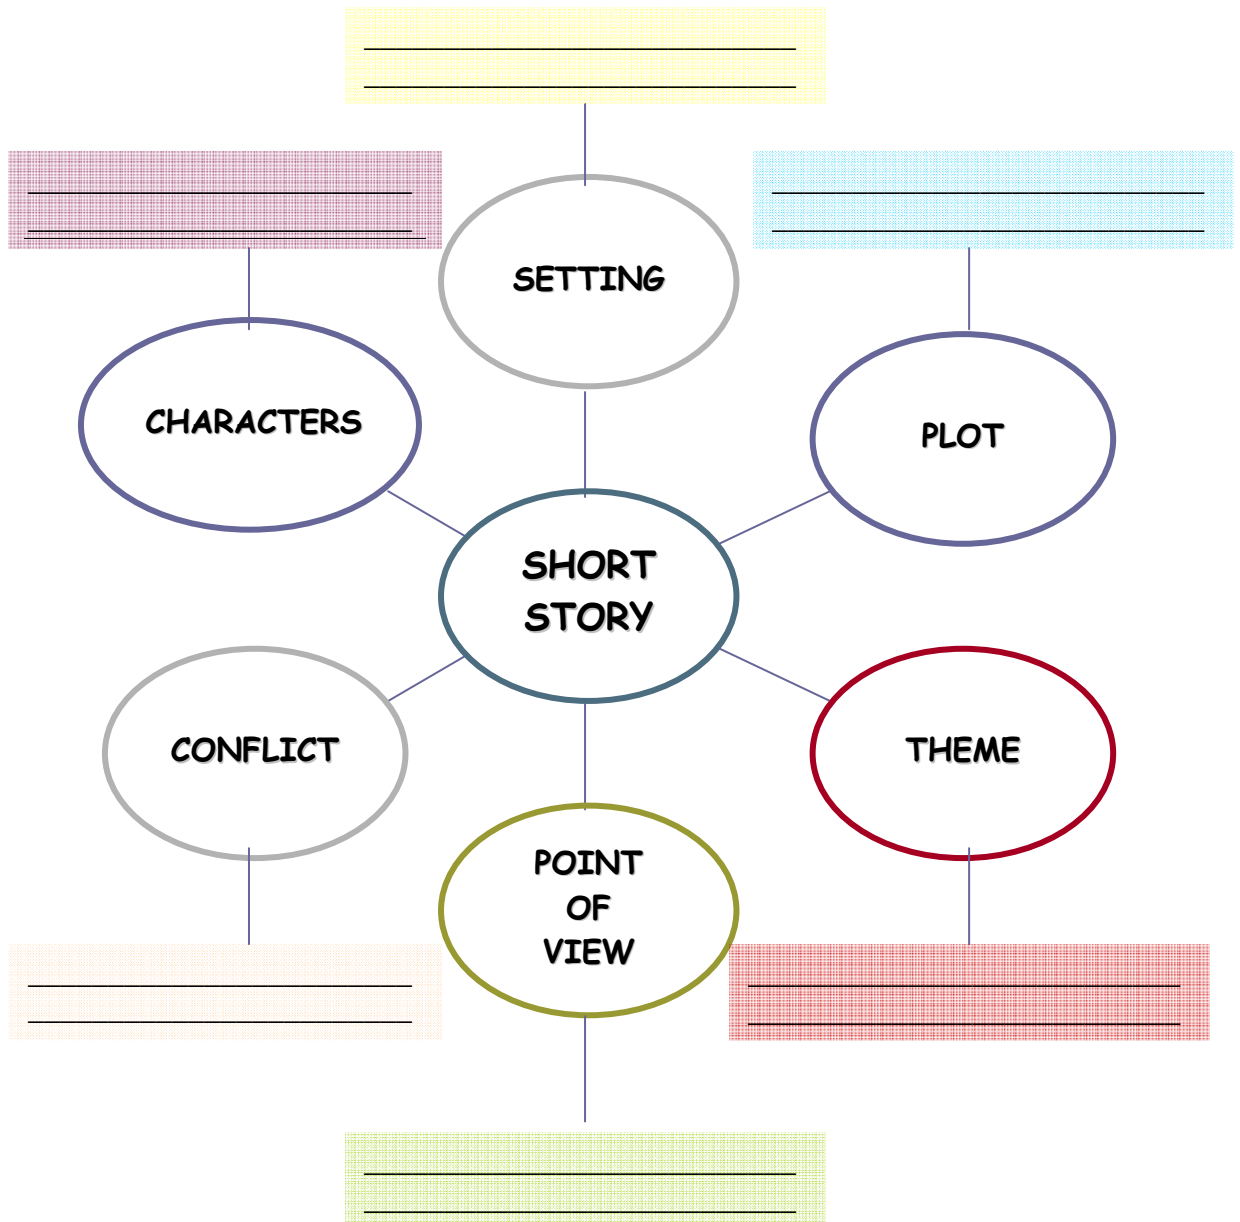 SETTING
CHARACTERS
PLOT
SHORT
STORY
CONFLICT
THEME
POINT
OF
VIEW